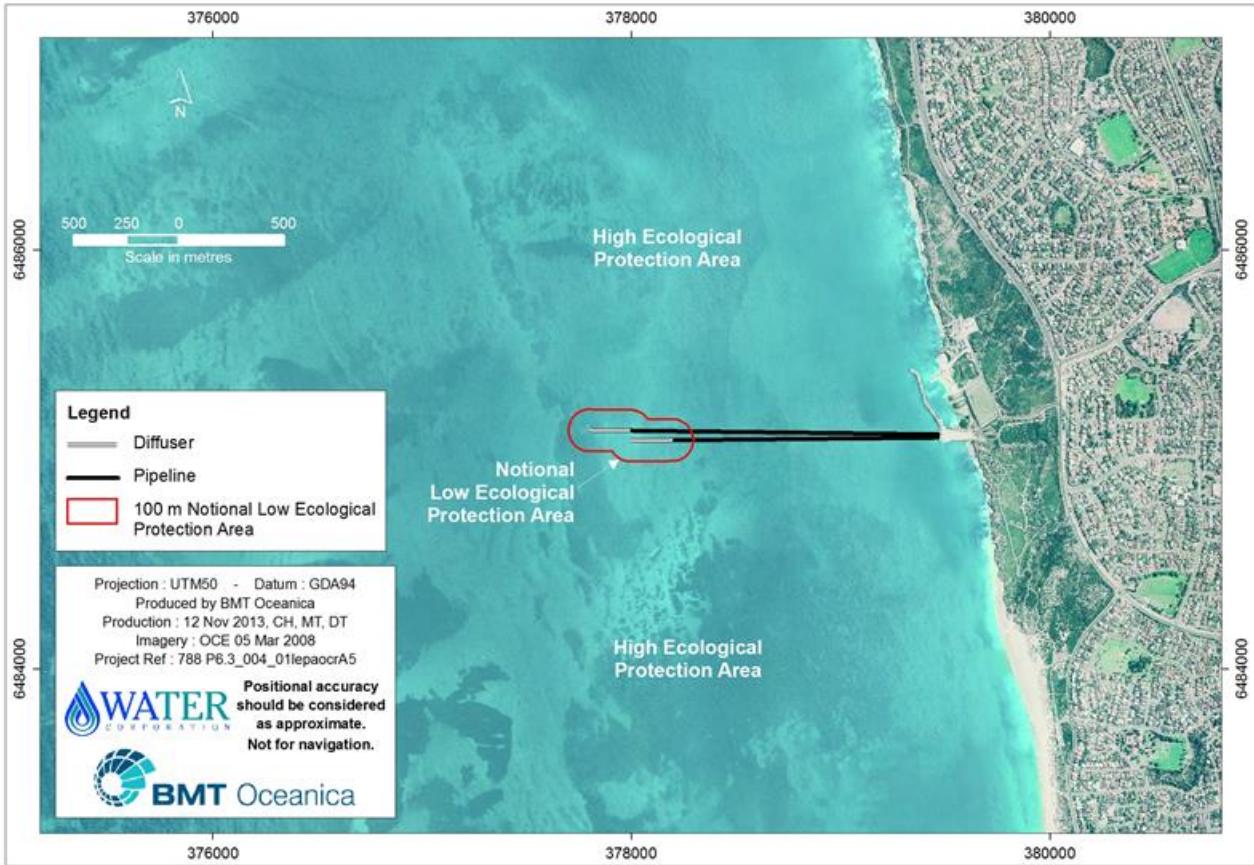 376000
378000
380000
6486000
6484000
N
500 250 0 500
Scale in metres
High Ecological
Protection Area
Notional
Low Ecological
Protection Area
High Ecological
Protection Area
Legend
Diffuser
Pipeline
100 m Notional Low Ecological
Protection Area
Projection : UTM50 - Datum : GDA94
Produced by BMT Oceanica
Production : 12 Nov 2013, CH, MT, DT
Imagery : OCE 05 Mar 2008
Project Ref : 788 P6.3_004_01lepaocrA5
WATER
CORPORATION
Positional accuracy
should be considered
as approximate.
Not for navigation.
BMT Oceanica
6486000
6484000
376000
378000
380000